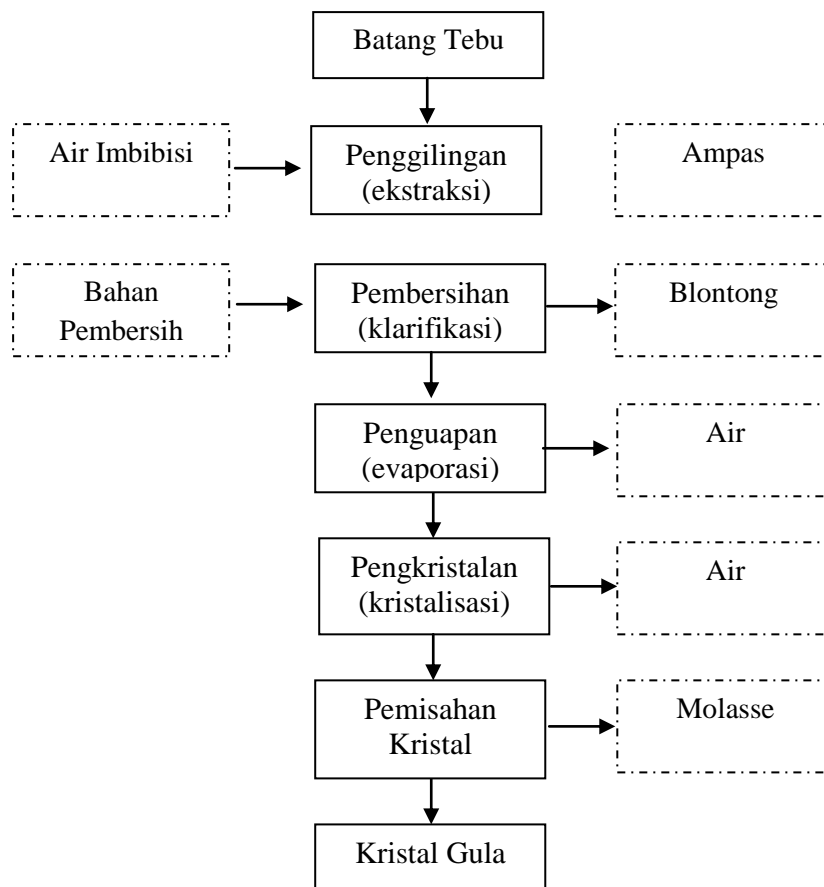 Batang Tebu
Air Imbibisi
Penggilingan
(ekstraksi)
Ampas
Bahan
Pembersih
Pembersihan
(klarifikasi)
Blontong
Penguapan
(evaporasi)
Air
Pengkristalan
(kristalisasi)
Air
Pemisahan
Kristal
Molasse
Kristal Gula